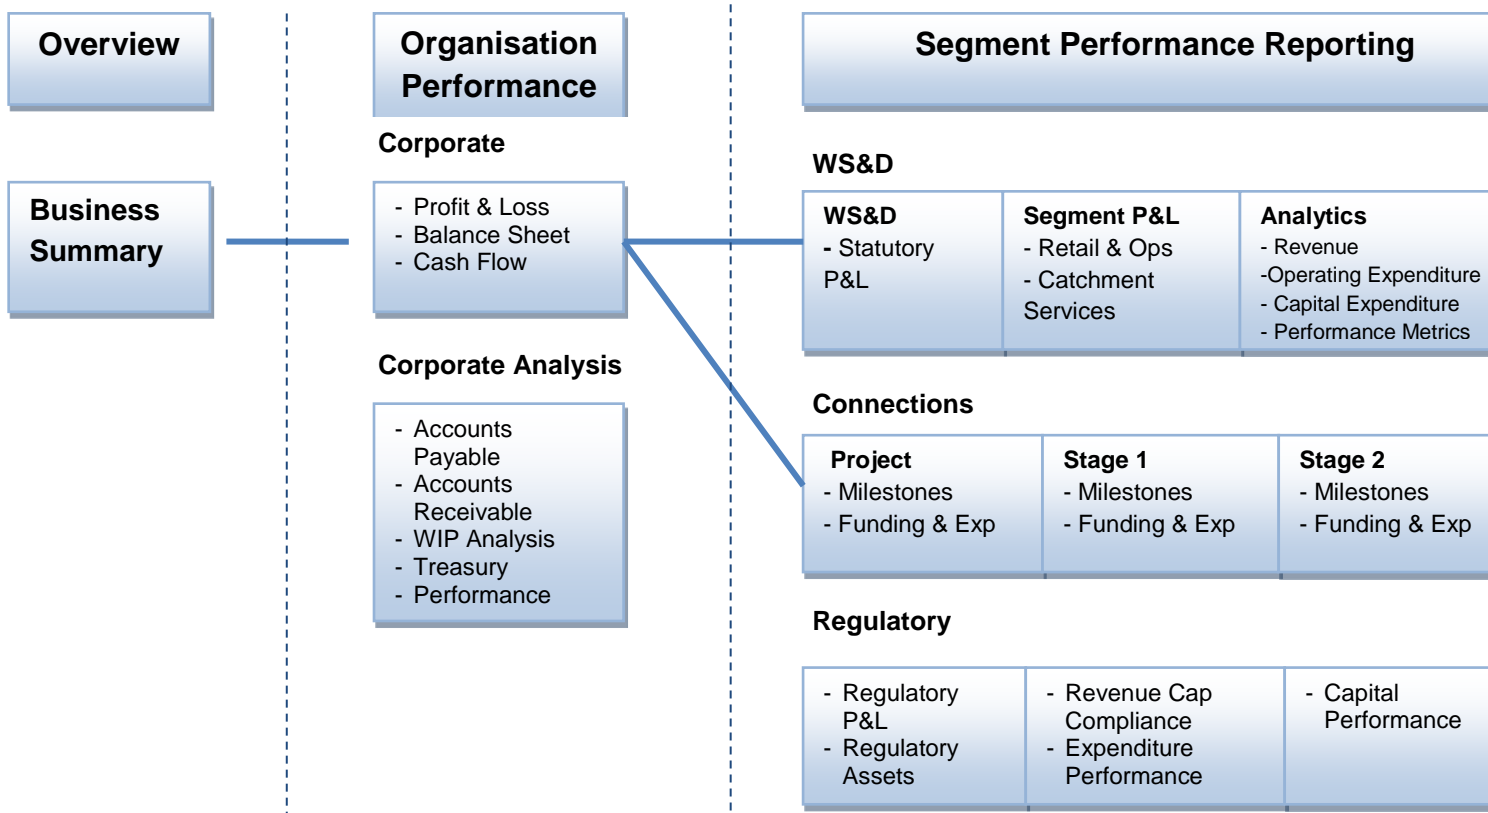 Overview
Organisation
Performance
Segment Performance Reporting
Business
Summary
Corporate
- Profit & Loss
- Balance Sheet
- Cash Flow
Corporate Analysis
- Accounts
Payable
- Accounts
Receivable
- WIP Analysis
- Treasury
- Performance
WS&D
WS&D
- Statutory
P&L
Segment P&L
- Retail & Ops
- Catchment
Services
Analytics
- Revenue
-Operating Expenditure
- Capital Expenditure
- Performance Metrics
Connections
Project
- Milestones
- Funding & Exp
Stage 1
- Milestones
- Funding & Exp
Stage 2
- Milestones
- Funding & Exp
Regulatory
- Regulatory
P&L
- Regulatory
Assets
- Revenue Cap
Compliance
- Expenditure
Performance
- Capital
Performance